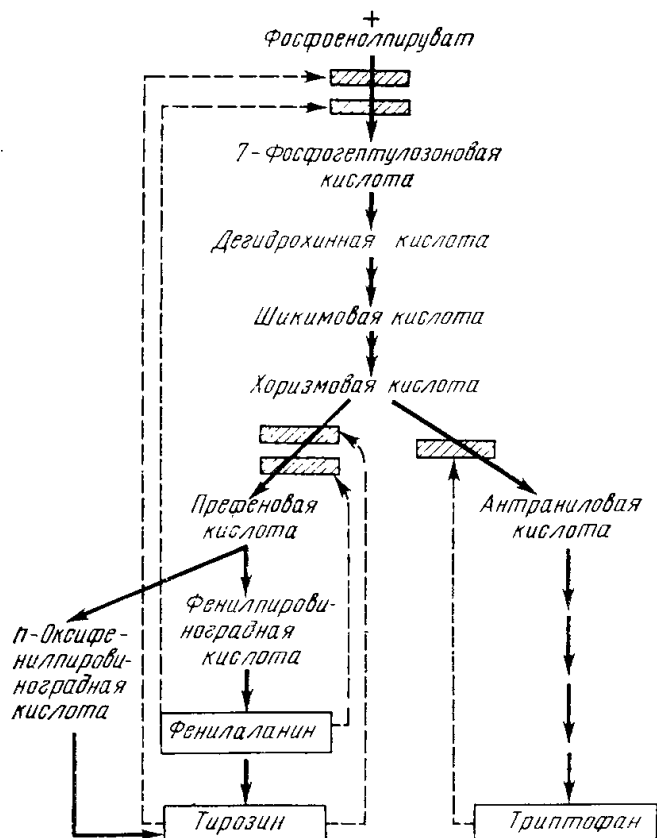 +
Фосфоенолпируват
7-Фосфогептулозоновая
кислота
Дегидрохинная кислота
Шикимовая кислота
Хоризмовая кислота
Префеновая
кислота
Антраниловая
кислота
Фенилпирови-
ноградная
кислота
п-Оксифе-
нилпирови-
ноградная
кислота
Фенилаланин
Тирозин
Триптофан